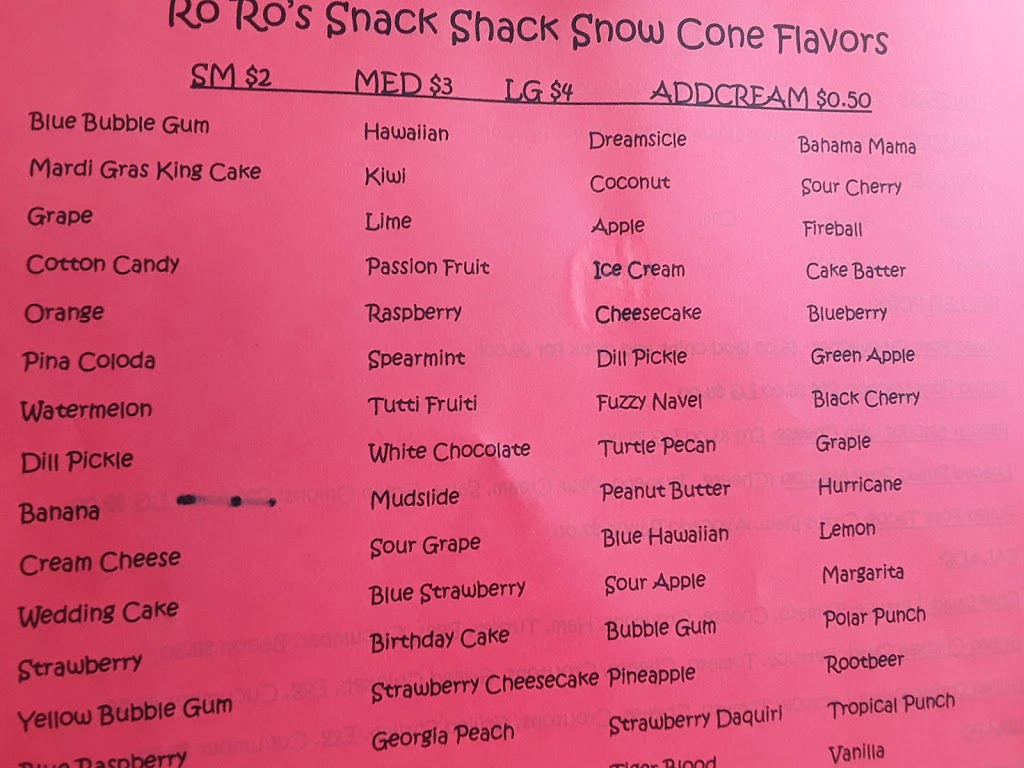 Ro Ro's Snack Shack Snow Cone Flavors
SM $2 MED $3 LG $4 ADDCREAM $0.50
Blue Bubble Gum
Mardi Gras King Cake
Grape
Cotton Candy
Orange
Pina Coloda
Watermelon
Dill Pickle
Banana
Cream Cheese
Wedding Cake
Strawberry
Yellow Bubble Gum
Blue Raspberry
Hawaiian
Kiwi
Lime
Passion Fruit
Raspberry
Spearmint
Tutti Fruiti
White Chocolate
Mudslide
Sour Grape
Blue Strawberry
Birthday Cake
Strawberry Cheesecake
Georgia Peach
Dreamsicle
Coconut
Apple
Ice Cream
Cheesecake
Dill Pickle
Fuzzy Navel
Turtle Pecan
Peanut Butter
Blue Hawaiian
Sour Apple
Bubble Gum
Pineapple
Strawberry Daquiri
Tiger Blood
Bahama Mama
Sour Cherry
Fireball
Cake Batter
Blueberry
Green Apple
Black Cherry
Graple
Hurricane
Lemon
Margarita
Polar Punch
Rootbeer
Tropical Punch
Vanilla